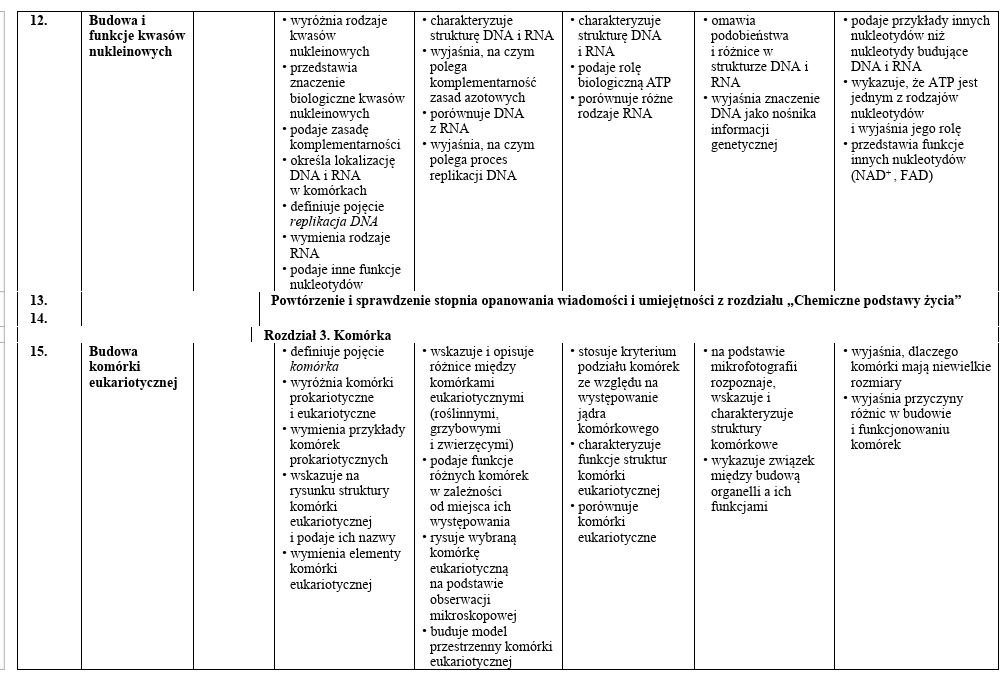 12.
Budowa i
funkcje kwasów
nukleinowych
• wyróżnia rodzaje
kwasów
nukleinowych
• przedstawia
znaczenie
biologiczne kwasów
nukleinowych
• podaje zasadę
komplementarności
• określa lokalizację
DNA i RNA
w komórkach
• definiuje pojęcie
replikacja DNA
• wymienia rodzaje
RNA
• podaje inne funkcje
nukleotydów
• charakteryzuje
strukturę DNA i RNA
• wyjaśnia, na czym
polega
komplementarność
zasad azotowych
• porównuje DNA
z RNA
• wyjaśnia, na czym
polega proces
replikacji DNA
• charakteryzuje
strukturę DNA
i RNA
• podaje rolę
biologiczną ATP
• porównuje różne
rodzaje RNA
• omawia
podobieństwa
i różnice w
strukturze DNA i
RNA
• wyjaśnia znaczenie
DNA jako nośnika
informacji
genetycznej
• podaje przykłady innych
nukleotydów niż
nukleotydy budujące
DNA i RNA
• wykazuje, że ATP jest
jednym z rodzajów
nukleotydów
i wyjaśnia jego rolę
• przedstawia funkcje
innych nukleotydów
(NAD+, FAD)
13.
14.
Powtórzenie i sprawdzenie stopnia opanowania wiadomości i umiejętności z rozdziału „Chemiczne podstawy życia”
Rozdział 3. Komórka
15.
Budowa
komórki
eukariotycznej
• definiuje pojęcie
komórka
• wyróżnia komórki
prokariotyczne
i eukariotyczne
• wymienia przykłady
komórek
prokariotycznych
• wskazuje na
rysunku struktury
komórki
eukariotycznej
i podaje ich nazwy
• wymienia elementy
komórki
eukariotycznej
• wskazuje i opisuje
różnice między
komórkami
eukariotycznymi
(roślinnymi,
grzybowymi
i zwierzęcymi)
• podaje funkcje
różnych komórek
w zależności
od miejsca ich
występowania
• rysuje wybraną
komórkę
eukariotyczną
na podstawie
obserwacji
mikroskopowej
• buduje model
przestrzenny komórki
eukariotycznej
• stosuje kryterium
podziału komórek
ze względu na
występowanie
jądra
komórkowego
• charakteryzuje
funkcje struktur
komórki
eukariotycznej
• porównuje
komórki
eukariotyczne
• na podstawie
mikrofotografii
rozpoznaje,
wskazuje i
charakteryzuje
struktury
komórkowe
• wykazuje związek
między budową
organelli a ich
funkcjami
• wyjaśnia, dlaczego
komórki mają niewielkie
rozmiary
• wyjaśnia przyczyny
różnic w budowie
i funkcjonowaniu
komórek